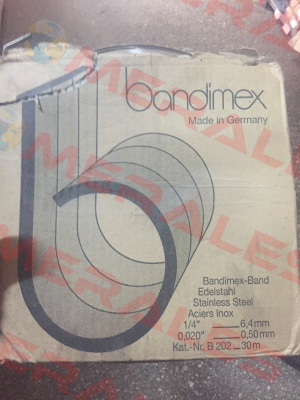 bandimex
Made in Germany
MERALES
Bandimex-Band
Edelstahl
Stainless Steel
Aciers Inox
1/4" 6,4mm
0,020" 0,50mm
Kat.-Nr. B 202 30m